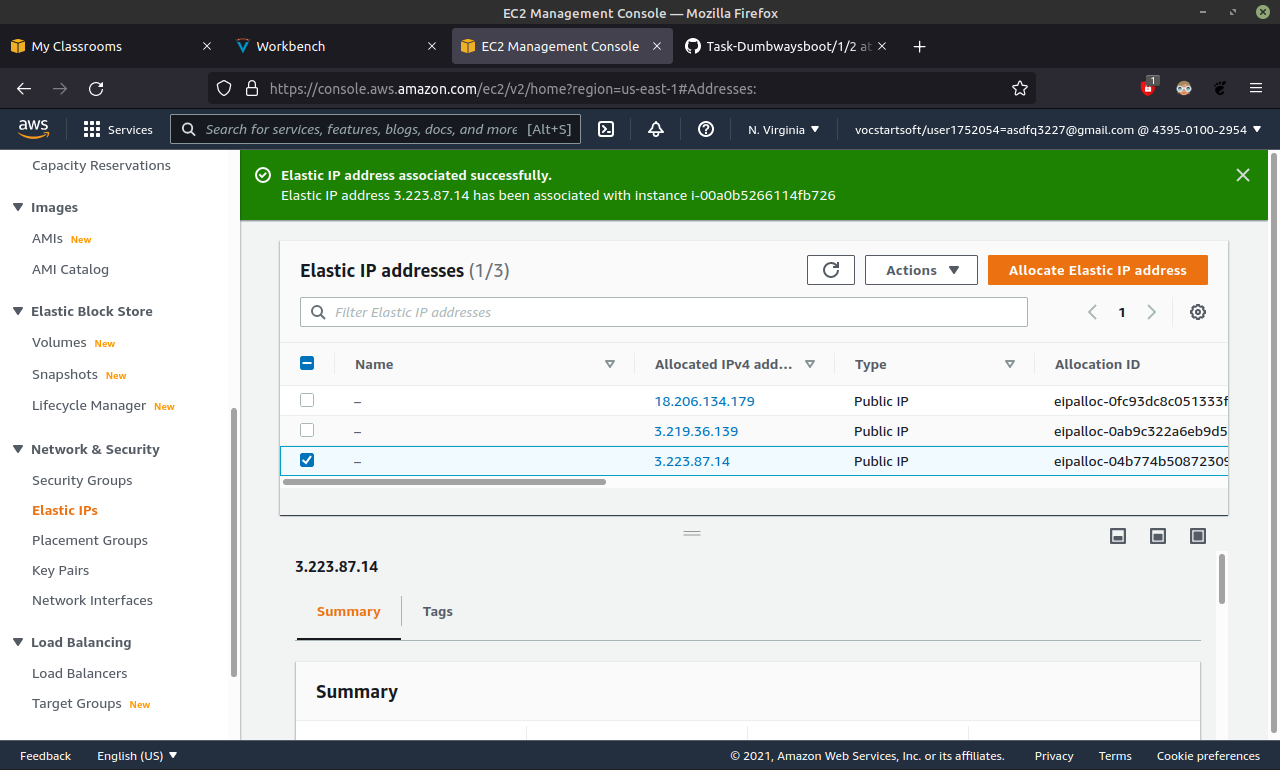 EC2 Management Console — Mozilla Firefox
My Classrooms
Workbench
EC2 Management Console
Task-Dumbwaysboot/1/2 at
https://console.aws.amazon.com/ec2/v2/home?region=us-east-1#Addresses:
1
aws
Services
Search for services, features, blogs, docs, and more [Alt+S]
N. Virginia
vocstartsoft/user1752054=asdfq3227@gmail.com @ 4395-0100-2954
Capacity Reservations
Images
AMIs New
AMI Catalog
Elastic Block Store
Volumes New
Snapshots New
Lifecycle Manager New
Network & Security
Security Groups
Elastic IPs
Placement Groups
Key Pairs
Network Interfaces
Load Balancing
Load Balancers
Target Groups New
Elastic IP address associated successfully.
Elastic IP address 3.223.87.14 has been associated with instance i-00a0b5266114fb726
Elastic IP addresses (1/3)
Actions
Allocate Elastic IP address
Filter Elastic IP addresses
1
Name Allocated IPv4 add... Type Allocation ID
– 18.206.134.179 Public IP eipalloc-0fc93dc8c051333f
– 3.219.36.139 Public IP eipalloc-0ab9c322a6eb9d5
– 3.223.87.14 Public IP eipalloc-04b774b50872309
3.223.87.14
Summary
Tags
Summary
Feedback
English (US)
© 2021, Amazon Web Services, Inc. or its affiliates.
Privacy
Terms
Cookie preferences